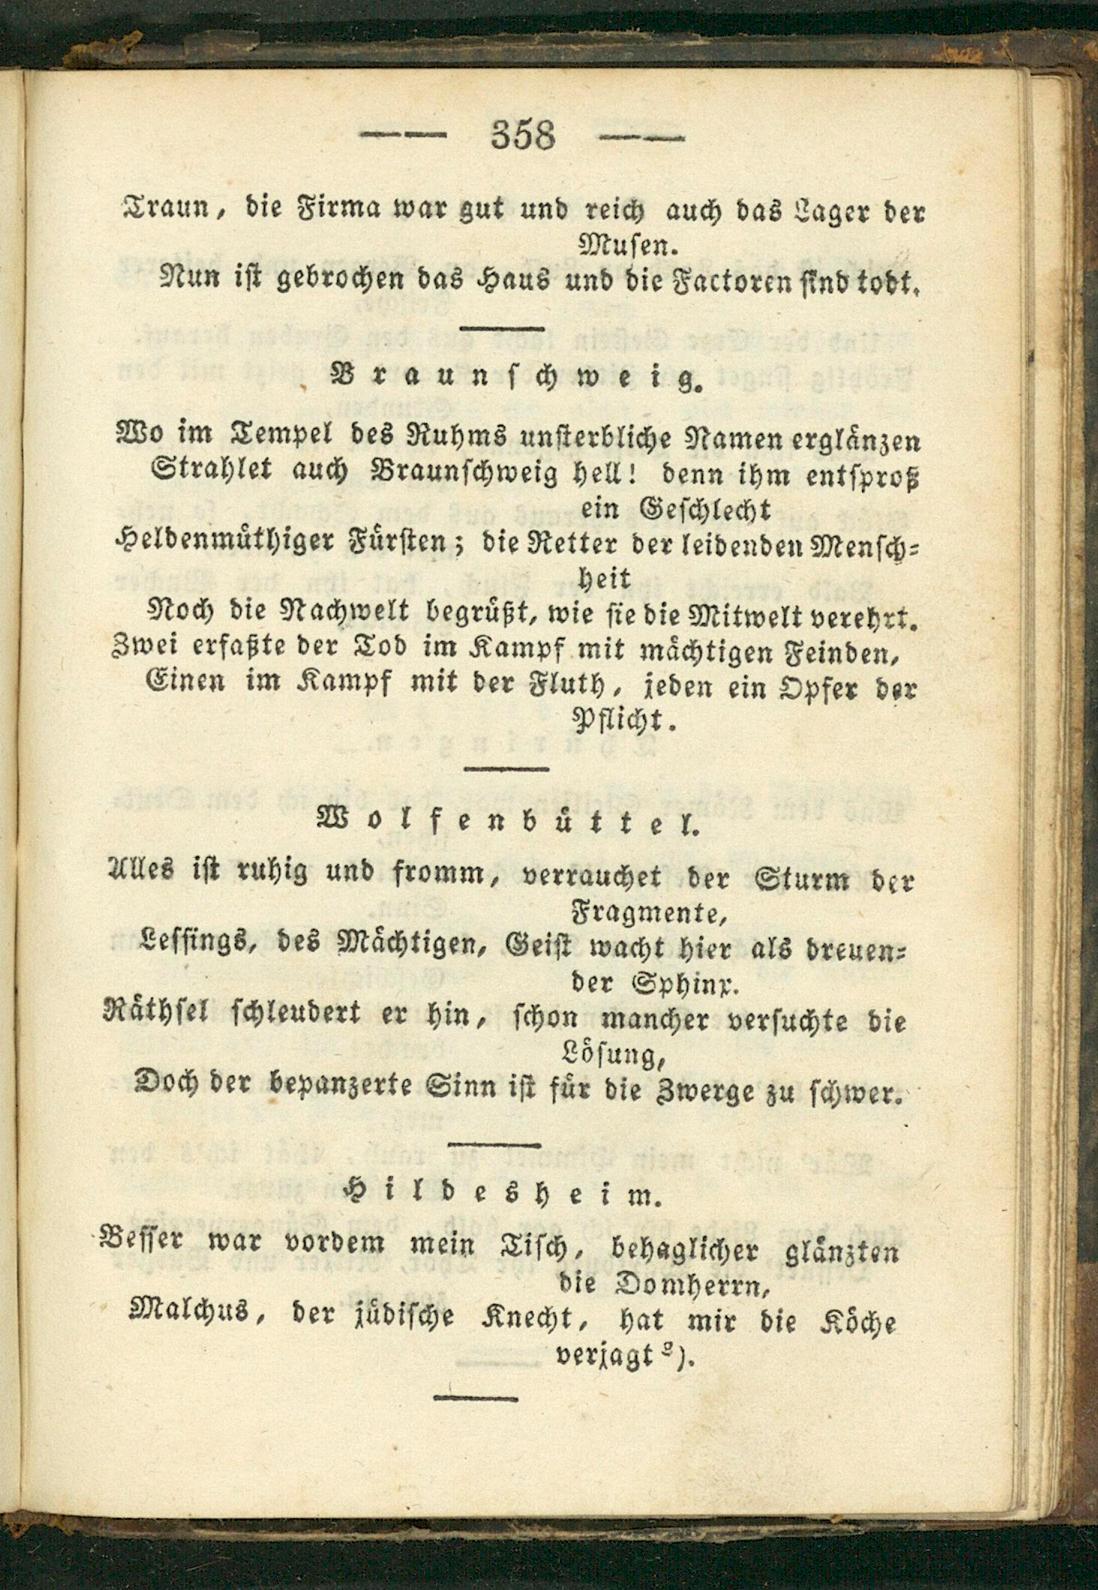 —— 358 ——
Traun, die Firma war gut und reich auch das Lager der
Musen.
Nun ist gebrochen das Haus und die Factoren sind todt.
Braunschweig.
Wo im Tempel des Ruhms unsterbliche Namen erglänzen
Strahlet auch Braunschweig hell! denn ihm entsproß
ein Geschlecht
Heldenmüthiger Fürsten; die Retter der leidenden Mensch-
heit
Noch die Nachwelt begrüßt, wie sie die Mitwelt verehrt.
Zwei erfaßte der Tod im Kampf mit mächtigen Feinden,
Einen im Kampf mit der Fluth, jeden ein Opfer der
Pflicht.
Wolfenbüttel.
Alles ist ruhig und fromm, verrauchet der Sturm der
Fragmente,
Lessings, des Mächtigen, Geist wacht hier als dreuen-
der Sphinx.
Räthsel schleudert er hin, schon mancher versuchte die
Lösung,
Doch der bepanzerte Sinn ist für die Zwerge zu schwer.
Hildesheim.
Besser war vordem mein Tisch, behaglicher glänzten
die Domherrn,
Malchus, der jüdische Knecht, hat mir die Köche
verjagt 2).